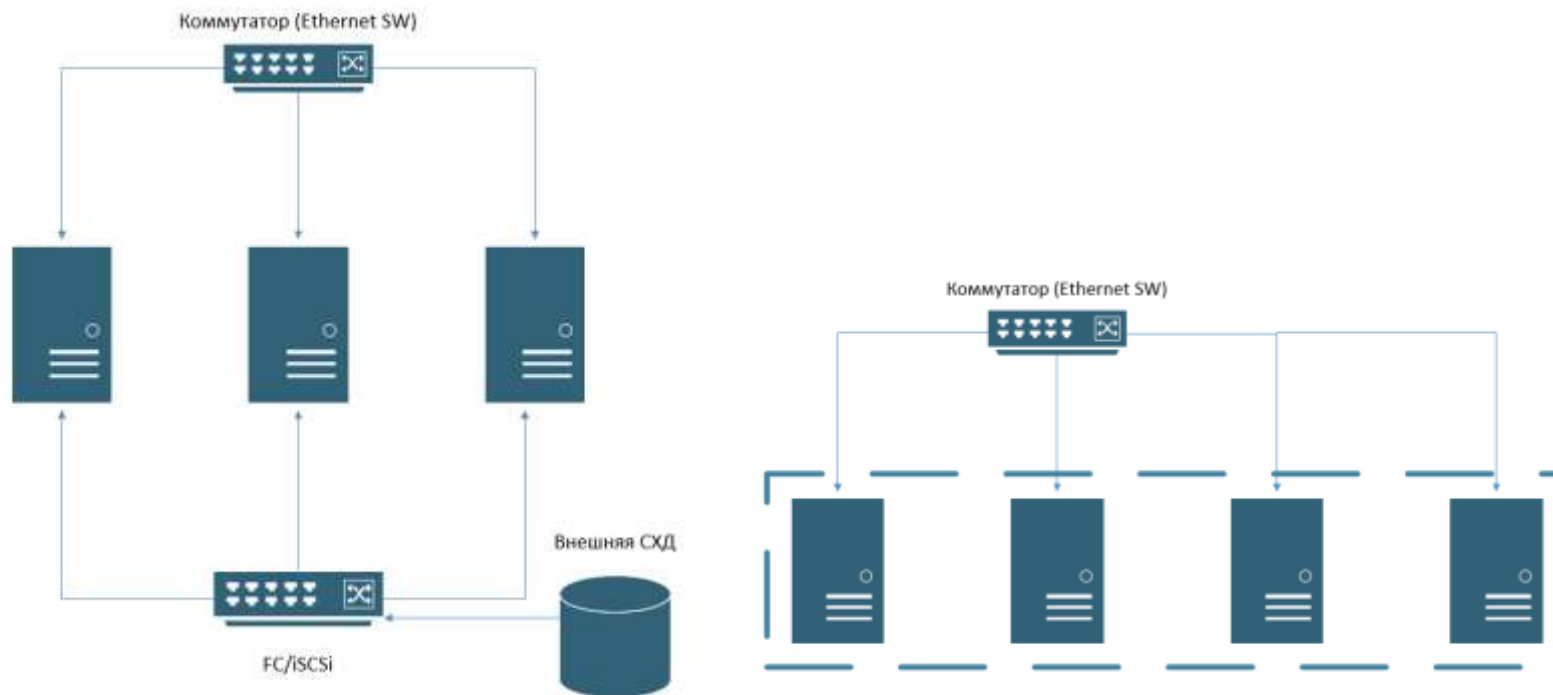 Коммутатор (Ethernet SW)
Коммутатор (Ethernet SW)
Внешняя СХД
FC/iSCSi